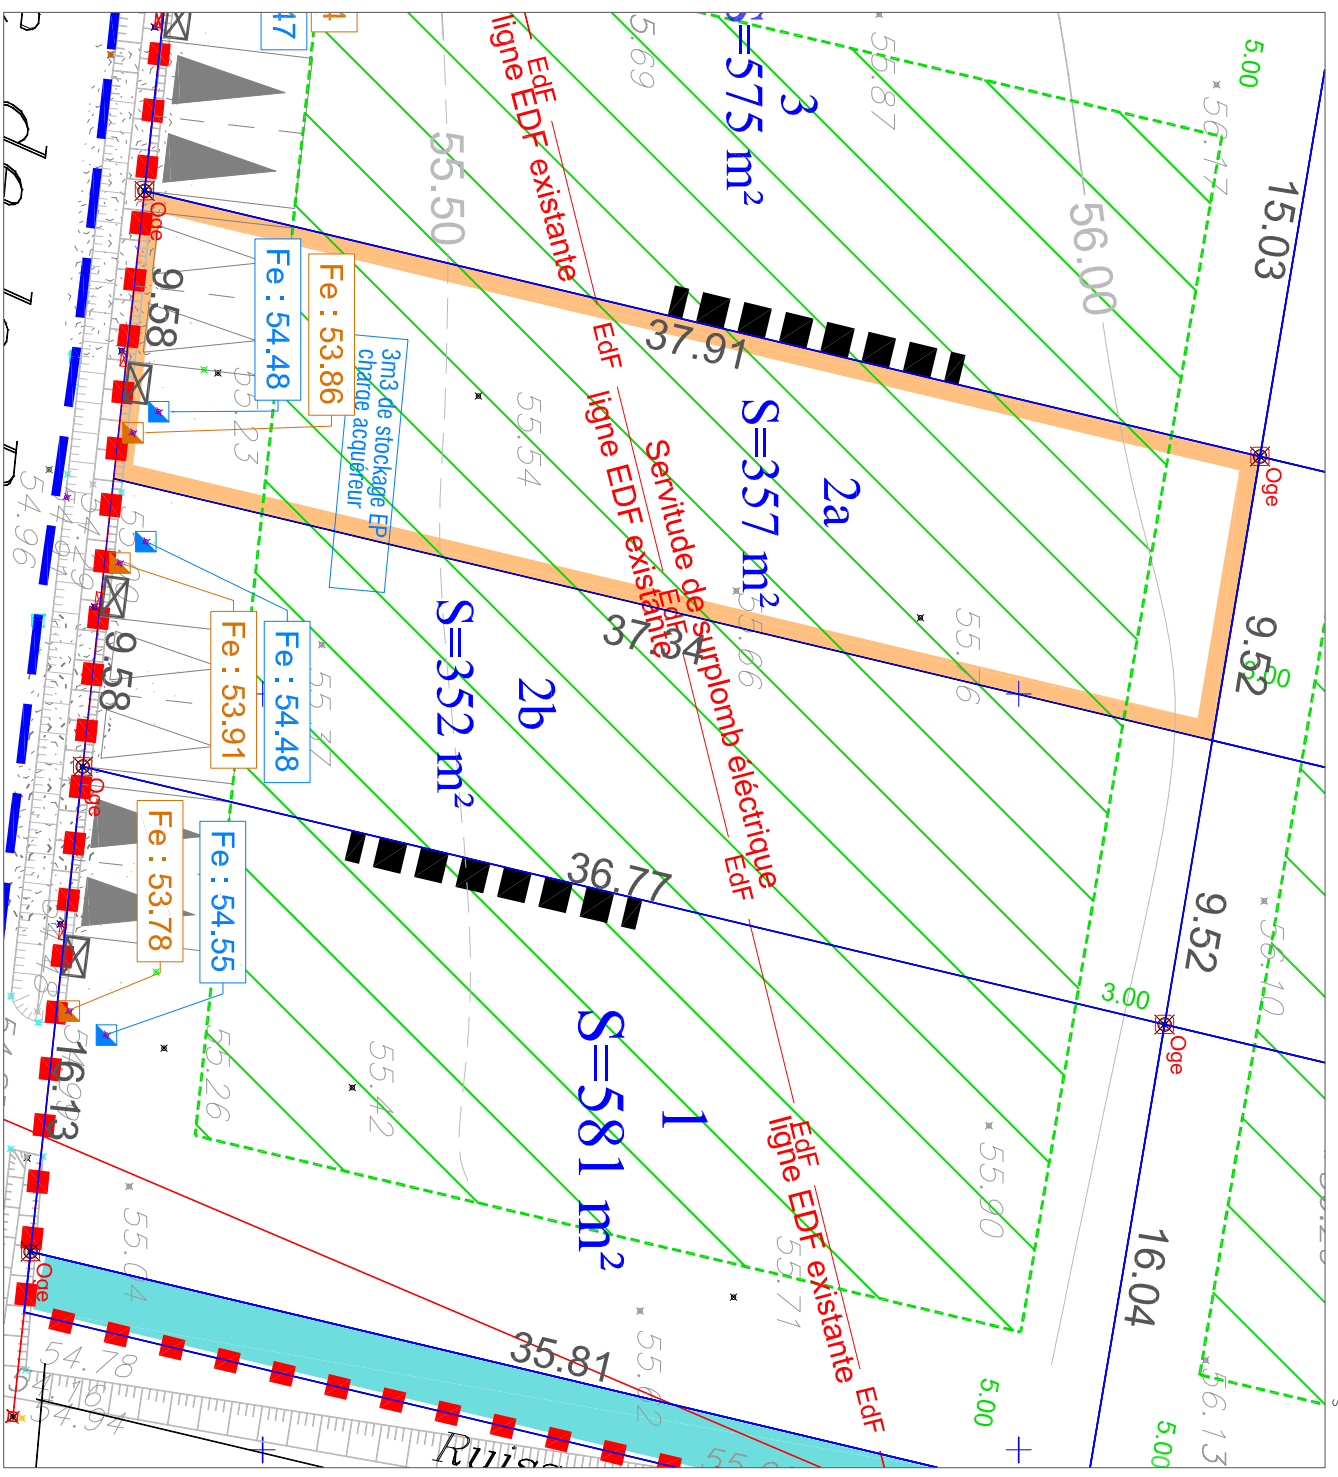 5.00
15.03
56.17
56.00
55.87
3
S=575 m²
55.69
EdF
ligne EDF existante
55.50
47
Oge
9.58
Fe : 54.48
Fe : 53.86
3m3 de stockage EP
charge acquéreur
55.23
55.54
37.91
EdF
ligne EDF existante
Servitude de surplomb éléctrique
2a
S=357 m²
Oge
9.52
3.00
55.76
55.66
37.34
EdF
2b
S=352 m²
54.96
9.58
Fe : 53.91
Fe : 54.48
Oge
Fe : 53.78
Fe : 54.55
36.77
EdF
9.52
56.10
3.00
Oge
1
S=581 m²
55.26
55.42
55.90
55.71
16.13
EdF
ligne EDF existante
EdF
16.04
5.00
5.00
56.13
55.04
Oge
35.81
55.62
54.78
54.16
54.94